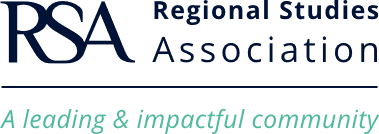 RSA Regional Studies
Association
A leading & impactful community